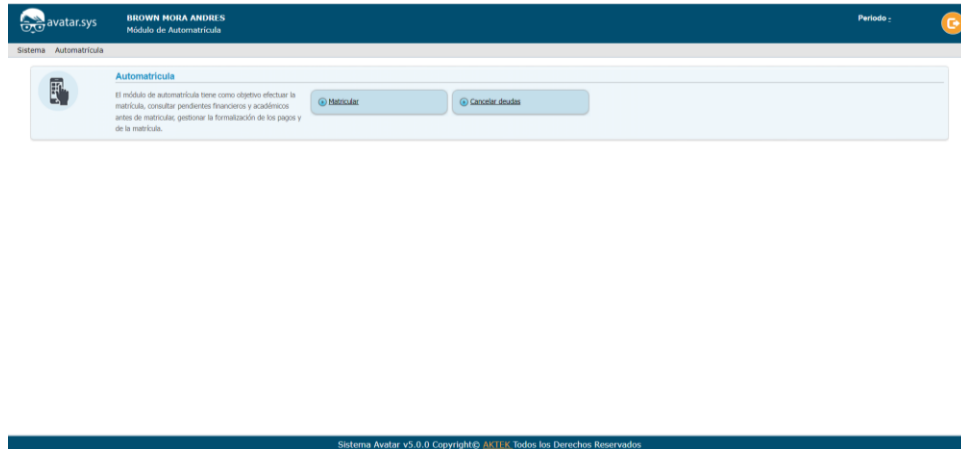 avatar.sys
BROWN MORA ANDRES
Módulo de Automatrícula
Periodo :
Sistema Automatrícula
Automatricula
El módulo de automatrícula tiene como objetivo efectuar la
matrícula, consultar pendientes financieros y académicos
antes de matricular, gestionar la formalización de los pagos y
de la matrícula.
Matricular
Cancelar deudas
Sistema Avatar v5.0.0 Copyright© AKTEK Todos los Derechos Reservados